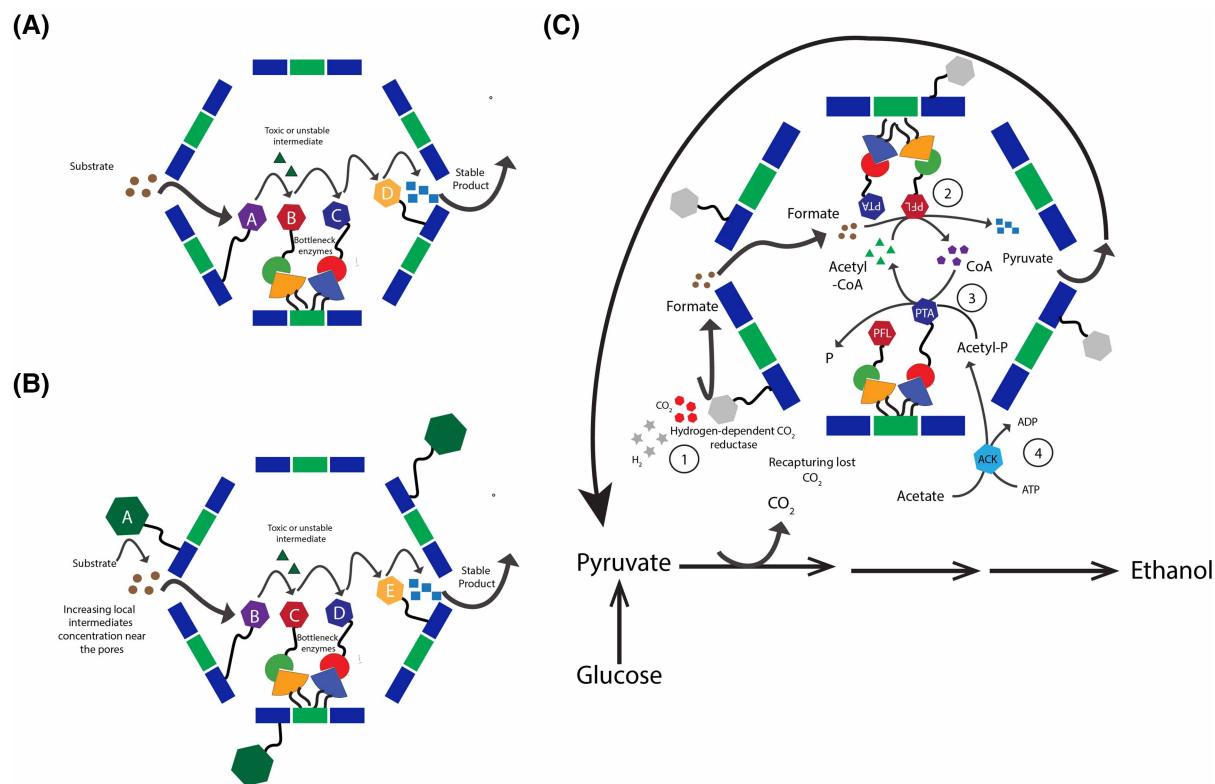 (A)
Substrate
Toxic or unstable
intermediate
Stable
Product
A
B
C
D
Bottleneck
enzymes
(B)
A
Substrate
Increasing local
intermediates
concentration near
the pores
Toxic or unstable
intermediate
Stable
Product
B
C
D
E
Bottleneck
enzymes
(C)
PTA
PFL
2
Formate
Acetyl
-CoA
CoA
Pyruvate
Formate
3
PTA
PFL
P
Acetyl-P
CO2
Hydrogen-dependent CO2
reductase
H2
1
ADP
ACK
4
ATP
Acetate
Recapturing lost
CO2
CO2
Pyruvate
Ethanol
Glucose